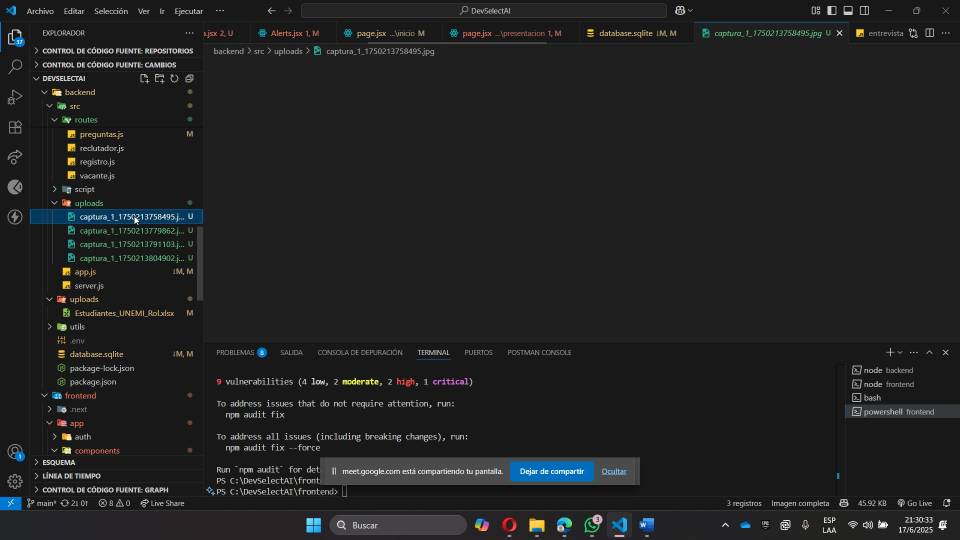 Archivo Editar Selección Ver Ir Ejecutar ···
DevSelectAI
EXPLORADOR ···
.jsx 2, U
Alerts.jsx 1, M
page.jsx ...\inicio M
page.jsx ...\presentacion 1, M
database.sqlite ↓M, M
captura_1_1750213758495.jpg U
entrevista
backend > src > uploads > captura_1_1750213758495.jpg
CONTROL DE CÓDIGO FUENTE: REPOSITORIOS
CONTROL DE CÓDIGO FUENTE: CAMBIOS
DEVSELECTAI
backend
src
routes
preguntas.js M
reclutador.js
registro.js
vacante.js
script
uploads
captura_1_1750213758495.j... U
captura_1_1750213779862.j... U
captura_1_1750213791103.j... U
captura_1_1750213804902.j... U
app.js ↓M, M
server.js
uploads
Estudiantes_UNEMI_Rol.xlsx M
utils
.env
database.sqlite ↓M, M
package-lock.json
package.json
frontend
.next
app
auth
components
ESQUEMA
LÍNEA DE TIEMPO
CONTROL DE CÓDIGO FUENTE: GRAPH
37
1
PROBLEMAS 8 SALIDA CONSOLA DE DEPURACIÓN TERMINAL PUERTOS POSTMAN CONSOLE
9 vulnerabilities (4 low, 2 moderate, 2 high, 1 critical)
To address issues that do not require attention, run:
npm audit fix
To address all issues (including breaking changes), run:
npm audit fix --force
Run `npm audit` for det
PS C:\DevSelectAI\front
PS C:\DevSelectAI\frontend>
node backend
node frontend
bash
powershell frontend
meet.google.com está compartiendo tu pantalla. Dejar de compartir Ocultar
main* 21↓ 0↑ 8 0 Live Share
3 registros Imagen completa 45.92 KB Go Live
Buscar
3
ESP
LAA
21:30:33
17/6/2025